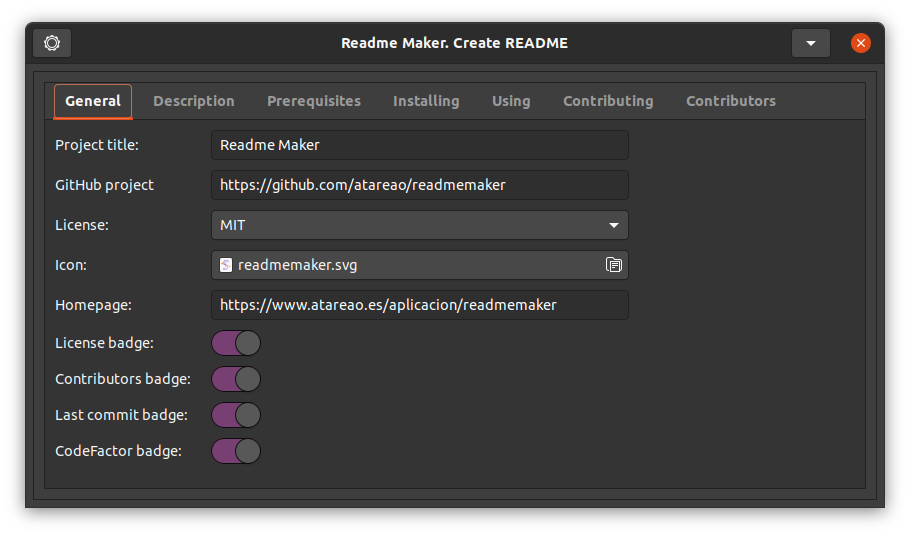 Readme Maker. Create README
General Description Prerequisites Installing Using Contributing Contributors
Project title: Readme Maker
GitHub project https://github.com/atareao/readmemaker
License: MIT
Icon: readmemaker.svg
Homepage: https://www.atareao.es/aplicacion/readmemaker
License badge:
Contributors badge:
Last commit badge:
CodeFactor badge: